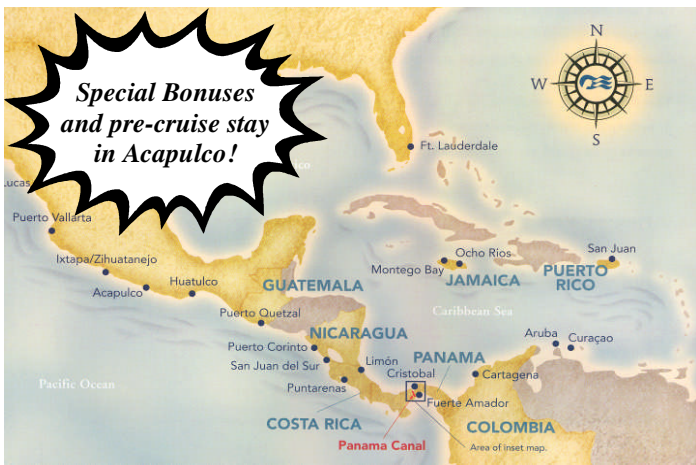 Special Bonuses
and pre-cruise stay
in Acapulco!
N
W
E
S
Ft. Lauderdale
Puerto Vallarta
Ixtapa/Zihuatanejo
Acapulco
Huatulco
Ocho Rios
San Juan
Montego Bay
JAMAICA
PUERTO
RICO
GUATEMALA
Puerto Quetzal
Caribbean Sea
NICARAGUA
Aruba
Curaçao
Puerto Corinto
San Juan del Sur
Limón
PANAMA
Cristobal
Cartagena
Pacific Ocean
Puntarenas
Fuerte Amador
COSTA RICA
COLOMBIA
Panama Canal
Area of inset map.